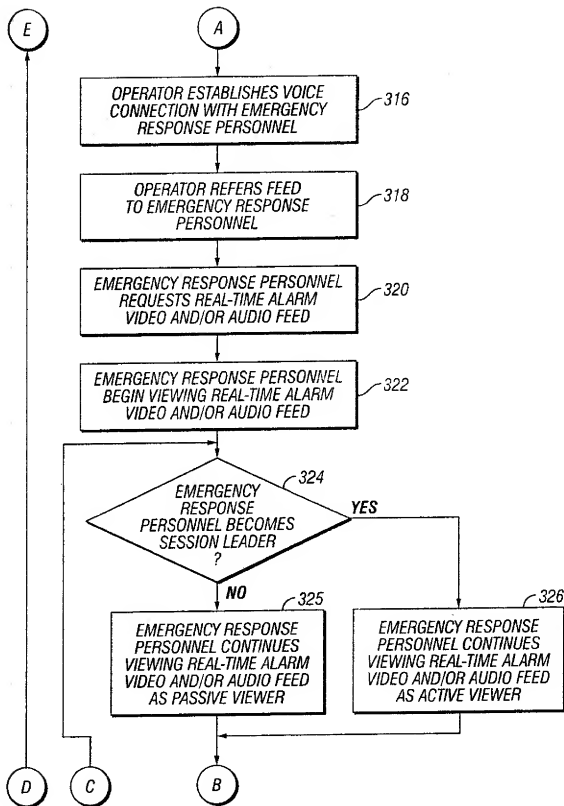 E
A
OPERATOR ESTABLISHES VOICE
CONNECTION WITH EMERGENCY
RESPONSE PERSONNEL
316
OPERATOR REFERS FEED
TO EMERGENCY RESPONSE
PERSONNEL
318
EMERGENCY RESPONSE PERSONNEL
REQUESTS REAL-TIME ALARM
VIDEO AND/OR AUDIO FEED
320
EMERGENCY RESPONSE PERSONNEL
BEGIN VIEWING REAL-TIME ALARM
VIDEO AND/OR AUDIO FEED
322
324
EMERGENCY
RESPONSE
PERSONNEL BECOMES
SESSION LEADER
?
YES
NO
325
EMERGENCY RESPONSE
PERSONNEL CONTINUES
VIEWING REAL-TIME ALARM
VIDEO AND/OR AUDIO FEED
AS PASSIVE VIEWER
326
EMERGENCY RESPONSE
PERSONNEL CONTINUES
VIEWING REAL-TIME ALARM
VIDEO AND/OR AUDIO FEED
AS ACTIVE VIEWER
D
C
B